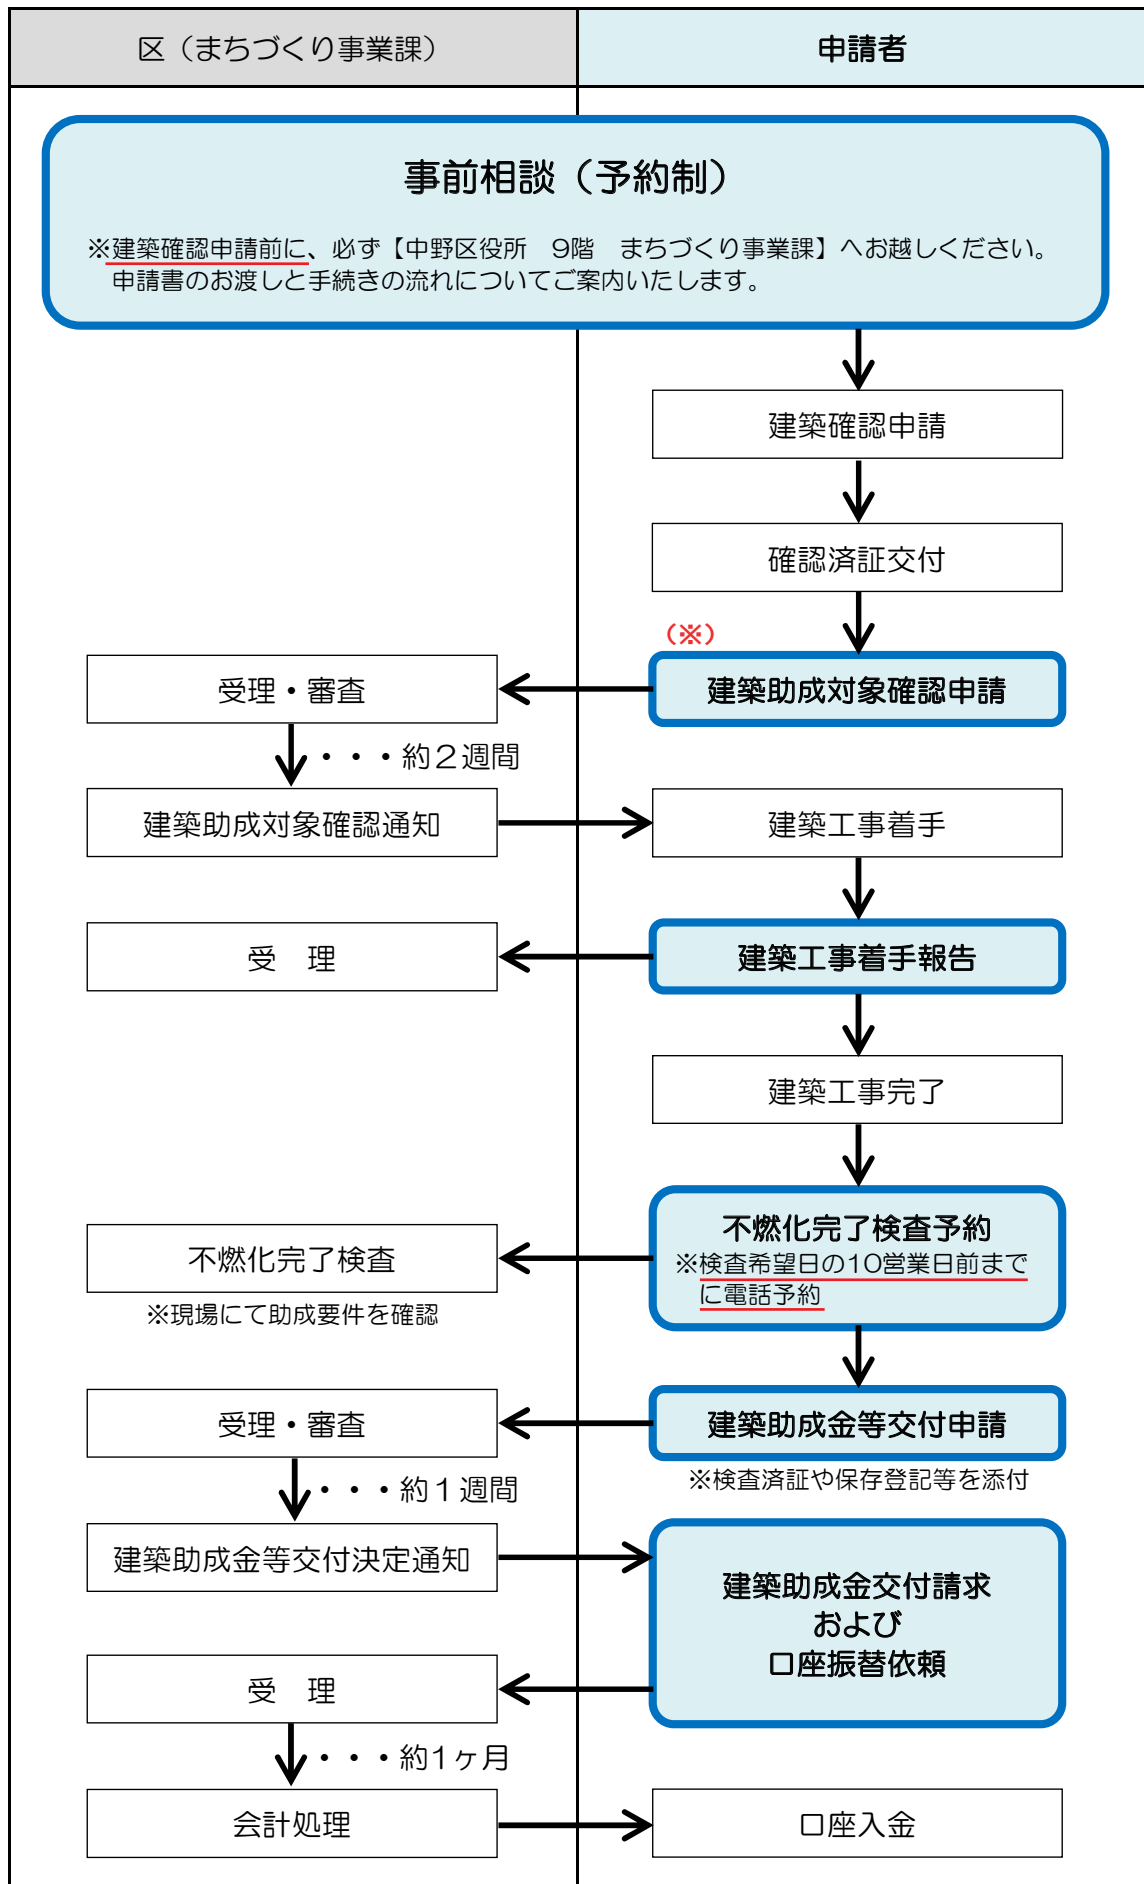 区（まちづくり事業課）
申請者
事前相談（予約制）
※建築確認申請前に、必ず【中野区役所　9階　まちづくり事業課】へお越しください。
申請書のお渡しと手続きの流れについてご案内いたします。
建築確認申請
確認済証交付
（※）
受理・審査
建築助成対象確認申請
・・・約２週間
建築助成対象確認通知
建築工事着手
受　理
建築工事着手報告
建築工事完了
不燃化完了検査予約
※検査希望日の10営業日前まで
に電話予約
不燃化完了検査
※現場にて助成要件を確認
受理・審査
建築助成金等交付申請
※検査済証や保存登記等を添付
・・・約１週間
建築助成金等交付決定通知
建築助成金交付請求
および
口座振替依頼
受　理
・・・約1ヶ月
会計処理
口座入金